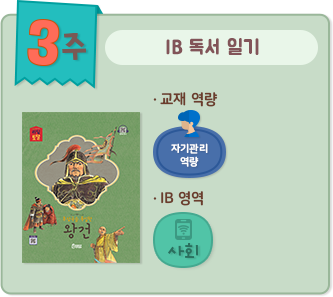 3주
IB 독서 일기
· 교재 역량
자기관리
역량
왕건
· IB 영역
사회